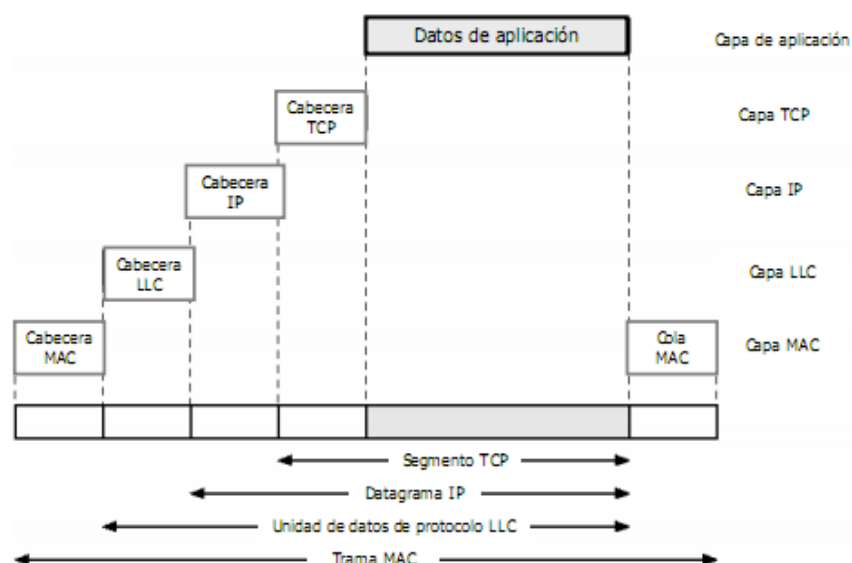 Datos de aplicación
Capa de aplicación
Cabecera
TCP
Capa TCP
Cabecera
IP
Capa IP
Cabecera
LLC
Capa LLC
Cabecera
MAC
Cola
MAC
Capa MAC
Segmento TCP
Datagrama IP
Unidad de datos de protocolo LLC
Trama MAC